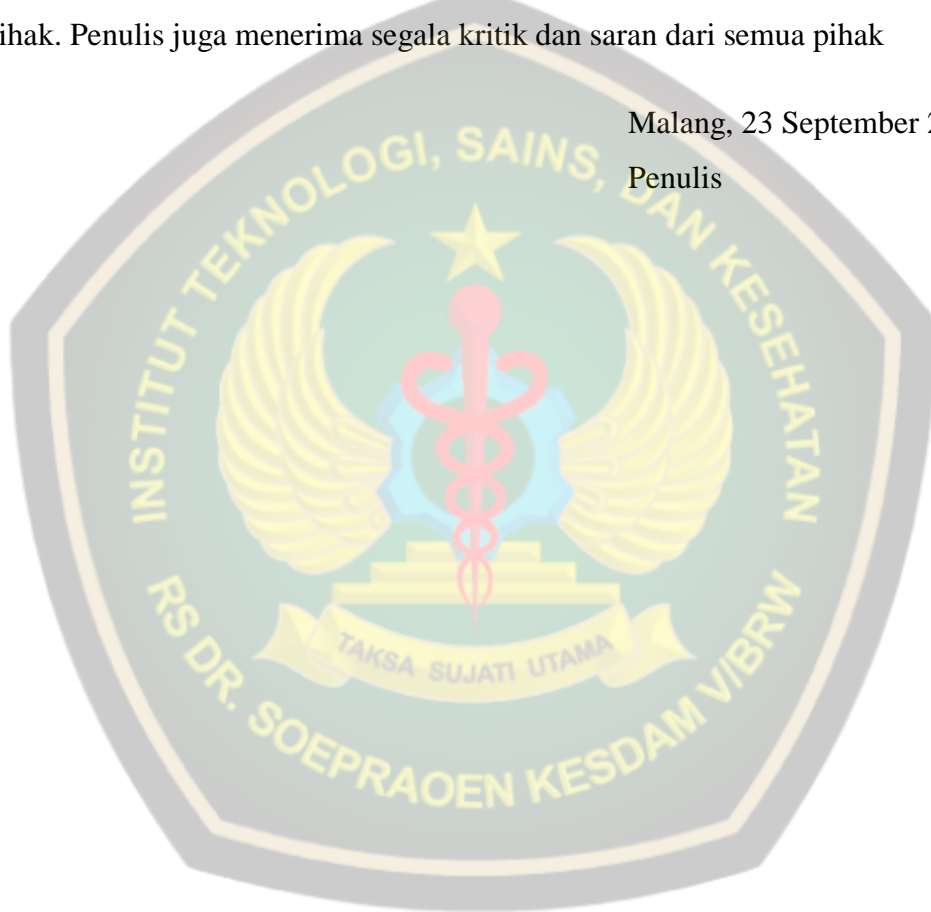 ihak. Penulis juga menerima segala kritik dan saran dari semua pihak
Malang, 23 September 2
Penulis
INSTITUT TEKNOLOGI, SAINS, DAN KESEHATAN
TAKSA SUJATI UTAMA
RS DR. SOEPRAOEN KESDAM V/BRW